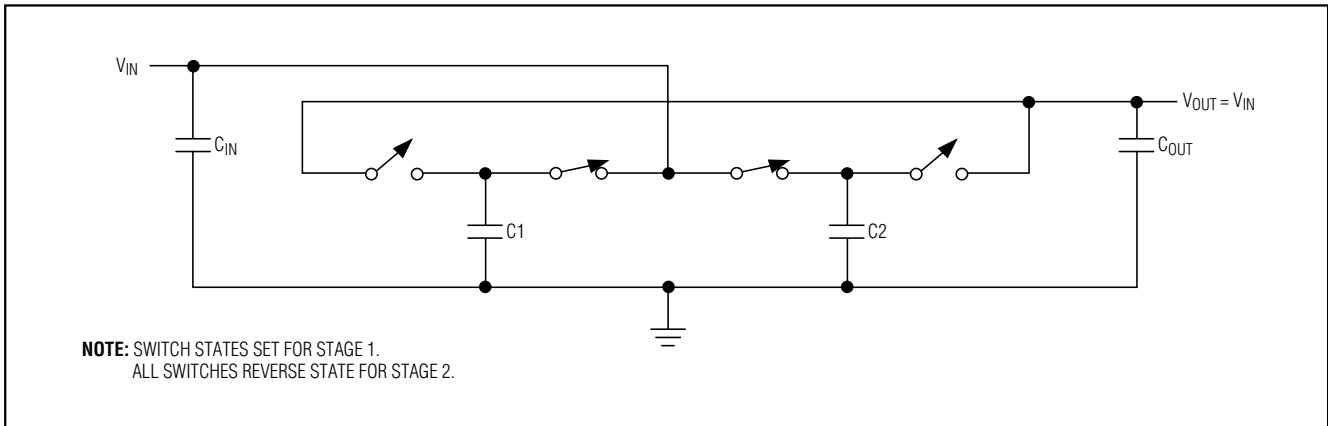 VIN
VOUT = VIN
CIN
COUT
C1
C2
NOTE: SWITCH STATES SET FOR STAGE 1.
ALL SWITCHES REVERSE STATE FOR STAGE 2.